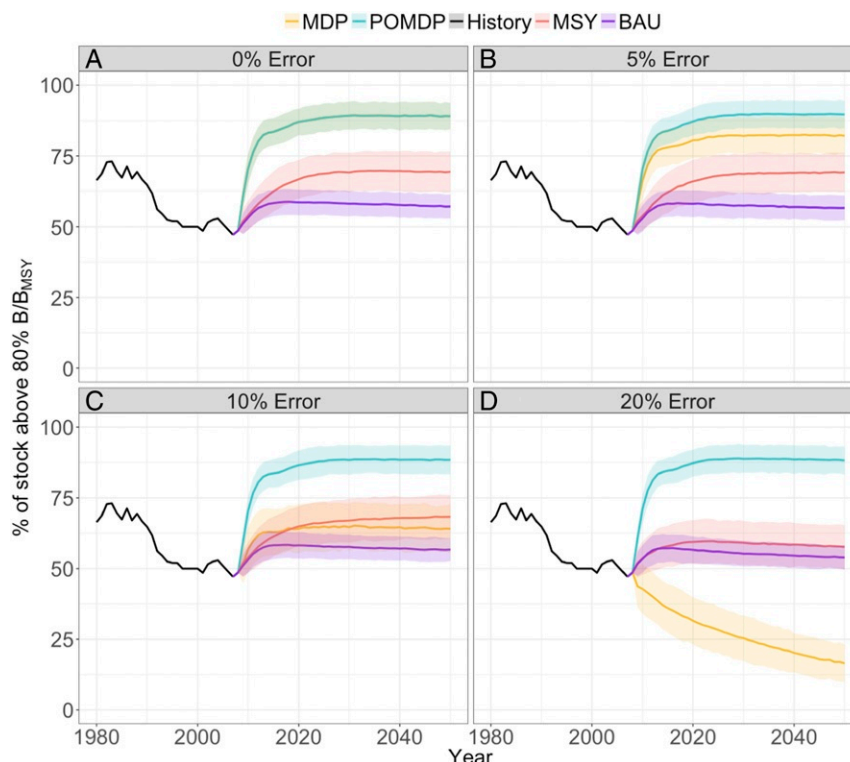 MDP POMDP History MSY BAU
A 0% Error
B 5% Error
100
75
50
25
0
% of stock above 80% B/BMSY
C 10% Error
D 20% Error
100
75
50
25
0
1980 2000 2020 2040
1980 2000 2020 2040
Year